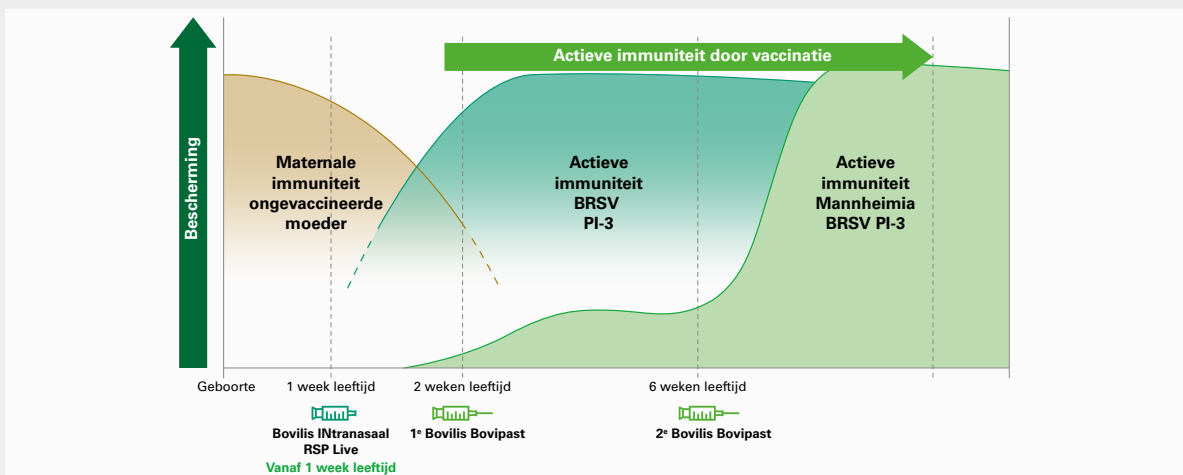 Actieve immuniteit door vaccinatie
Bescherming
Maternale
immuniteit
ongevaccineerde
moeder
Actieve
immuniteit
BRSV
PI-3
Actieve
immuniteit
Mannheimia
BRSV PI-3
Geboorte
1 week leeftijd
2 weken leeftijd
6 weken leeftijd
Bovilis INtranasaal
RSP Live
Vanaf 1 week leeftijd
1e Bovilis Bovipast
2e Bovilis Bovipast